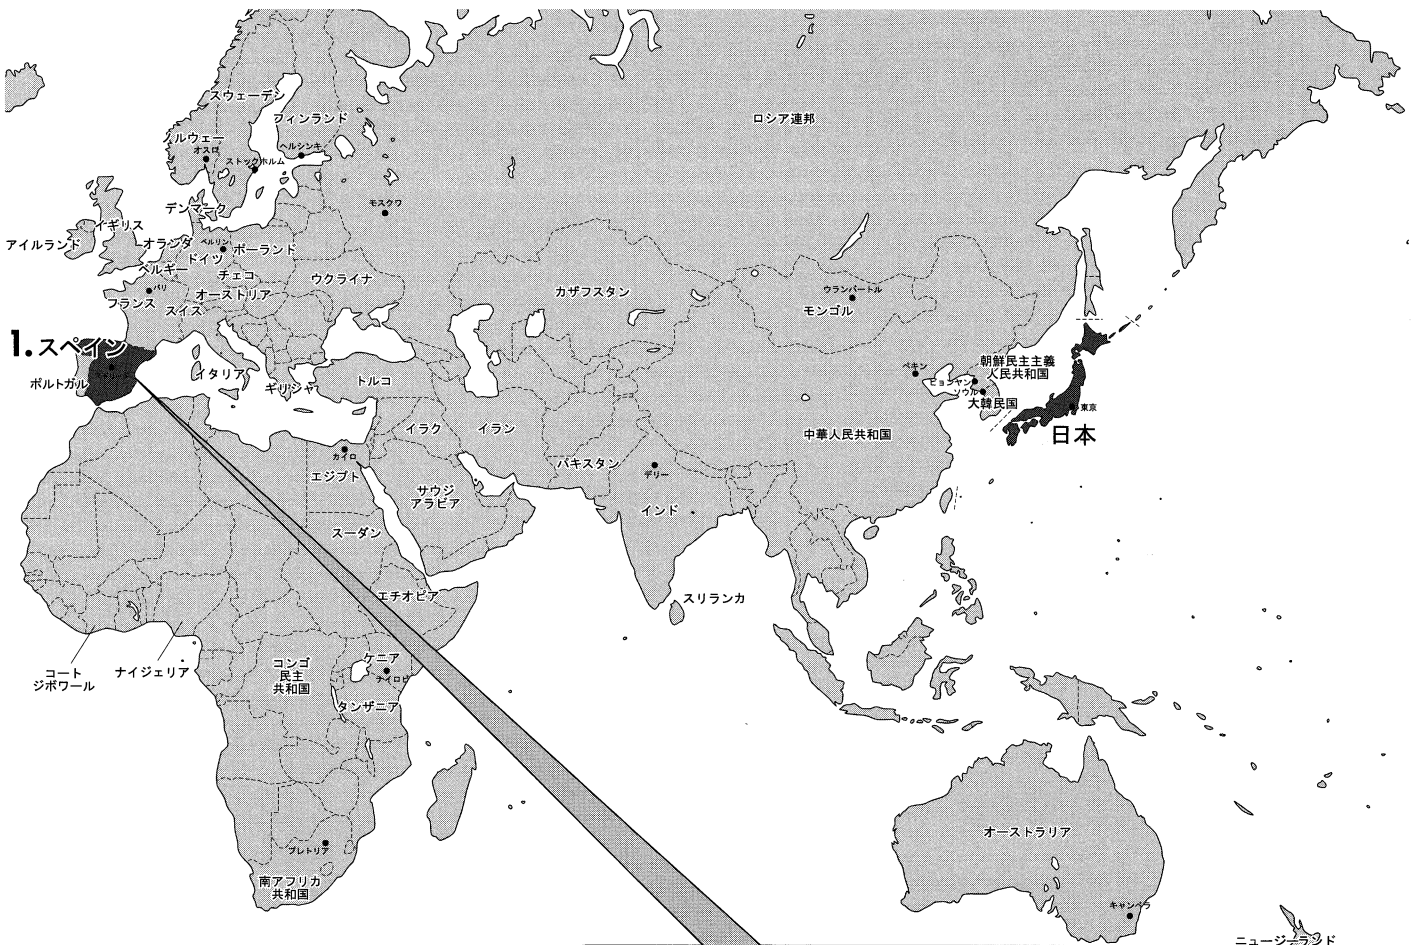 スウェーデン
フィンランド
ノルウェー
オスロ
ヘルシンキ
ストックホルム
ロシア連邦
モスクワ
デンマーク
イギリス
アイルランド
オランダ
ベルリン
ポーランド
ドイツ
ベルギー
チェコ
ウクライナ
パリ
オーストリア
フランス
スイス
カザフスタン
ウランバートル
モンゴル
1. スペイン
ポルトガル
イタリア
ギリシャ
トルコ
ペキン
朝鮮民主主義
人民共和国
ピョンヤン
ソウル
大韓民国
東京
日本
イラク
イラン
中華人民共和国
カイロ
パキスタン
デリー
エジプト
サウジ
アラビア
インド
スーダン
エチオピア
スリランカ
コート
ジボワール
ナイジェリア
コンゴ
民主
共和国
ケニア
ナイロビ
タンザニア
オーストラリア
プレトリア
南アフリカ
共和国
キャンベラ
ニュージーランド